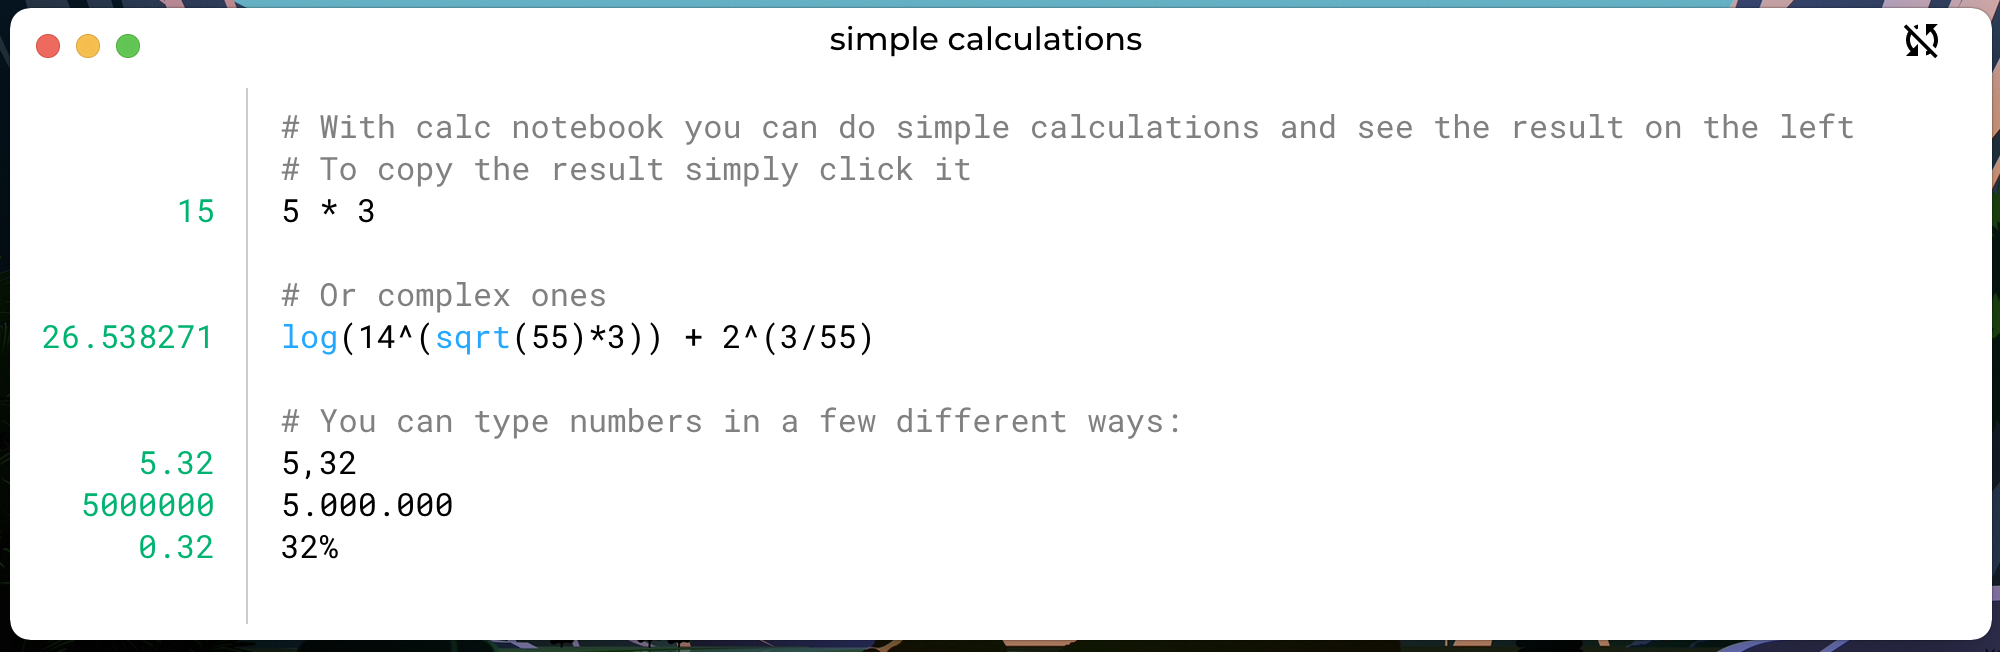 simple calculations
# With calc notebook you can do simple calculations and see the result on the left
# To copy the result simply click it
15 5 * 3
# Or complex ones
26.538271 log(14^(sqrt(55)*3)) + 2^(3/55)
# You can type numbers in a few different ways:
5.32 5,32
5000000 5.000.000
0.32 32%